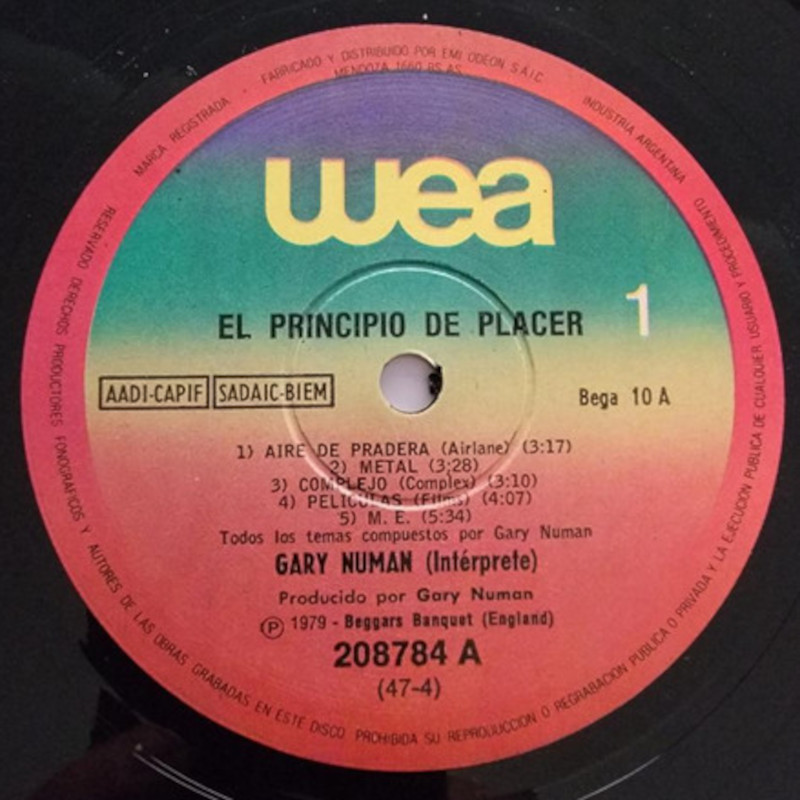 FABRICADO Y DISTRIBUIDO POR EMI ODEON S.A.I.C.
MENDOZA 1660 BS. AS.
MARCA REGISTRADA
INDUSTRIA ARGENTINA
wea
1
EL PRINCIPIO DE PLACER
AADI-CAPIF SADAIC-BIEM
Bega 10 A
1) AIRE DE PRADERA (Airlane) (3:17)
2) METAL (3:28)
3) COMPLEJO (Complex) (3:10)
4) PELICULAS (Films) (4:07)
5) M. E. (5:34)
Todos los temas compuestos por Gary Numan
GARY NUMAN (Intérprete)
Producido por Gary Numan
Ⓟ 1979 - Beggars Banquet (England)
208784 A
(47-4)
RESERVADO DERECHOS PRODUCTORES FONOGRAFICOS Y AUTORES DE LAS OBRAS GRABADAS EN ESTE DISCO PROHIBIDA SU REPRODUCCION O REGRABACION PUBLICA O PRIVADA Y LA EJECUCION PUBLICA DE CUALQUIER USUARIO Y PROCEDIMIENTO